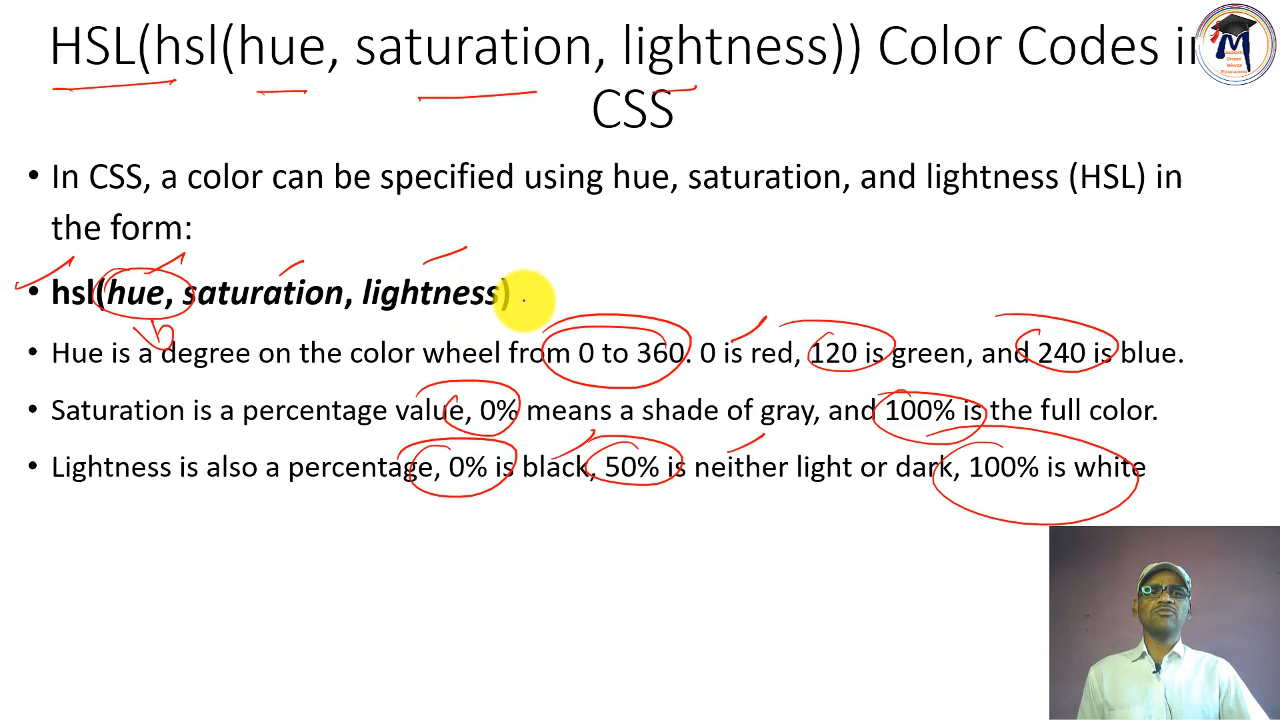 HSL(hsl(hue, saturation, lightness)) Color Codes in
CSS
• In CSS, a color can be specified using hue, saturation, and lightness (HSL) in
the form:
• hsl(hue, saturation, lightness)
• Hue is a degree on the color wheel from 0 to 360. 0 is red, 120 is green, and 240 is blue.
• Saturation is a percentage value, 0% means a shade of gray, and 100% is the full color.
• Lightness is also a percentage, 0% is black, 50% is neither light or dark, 100% is white
M